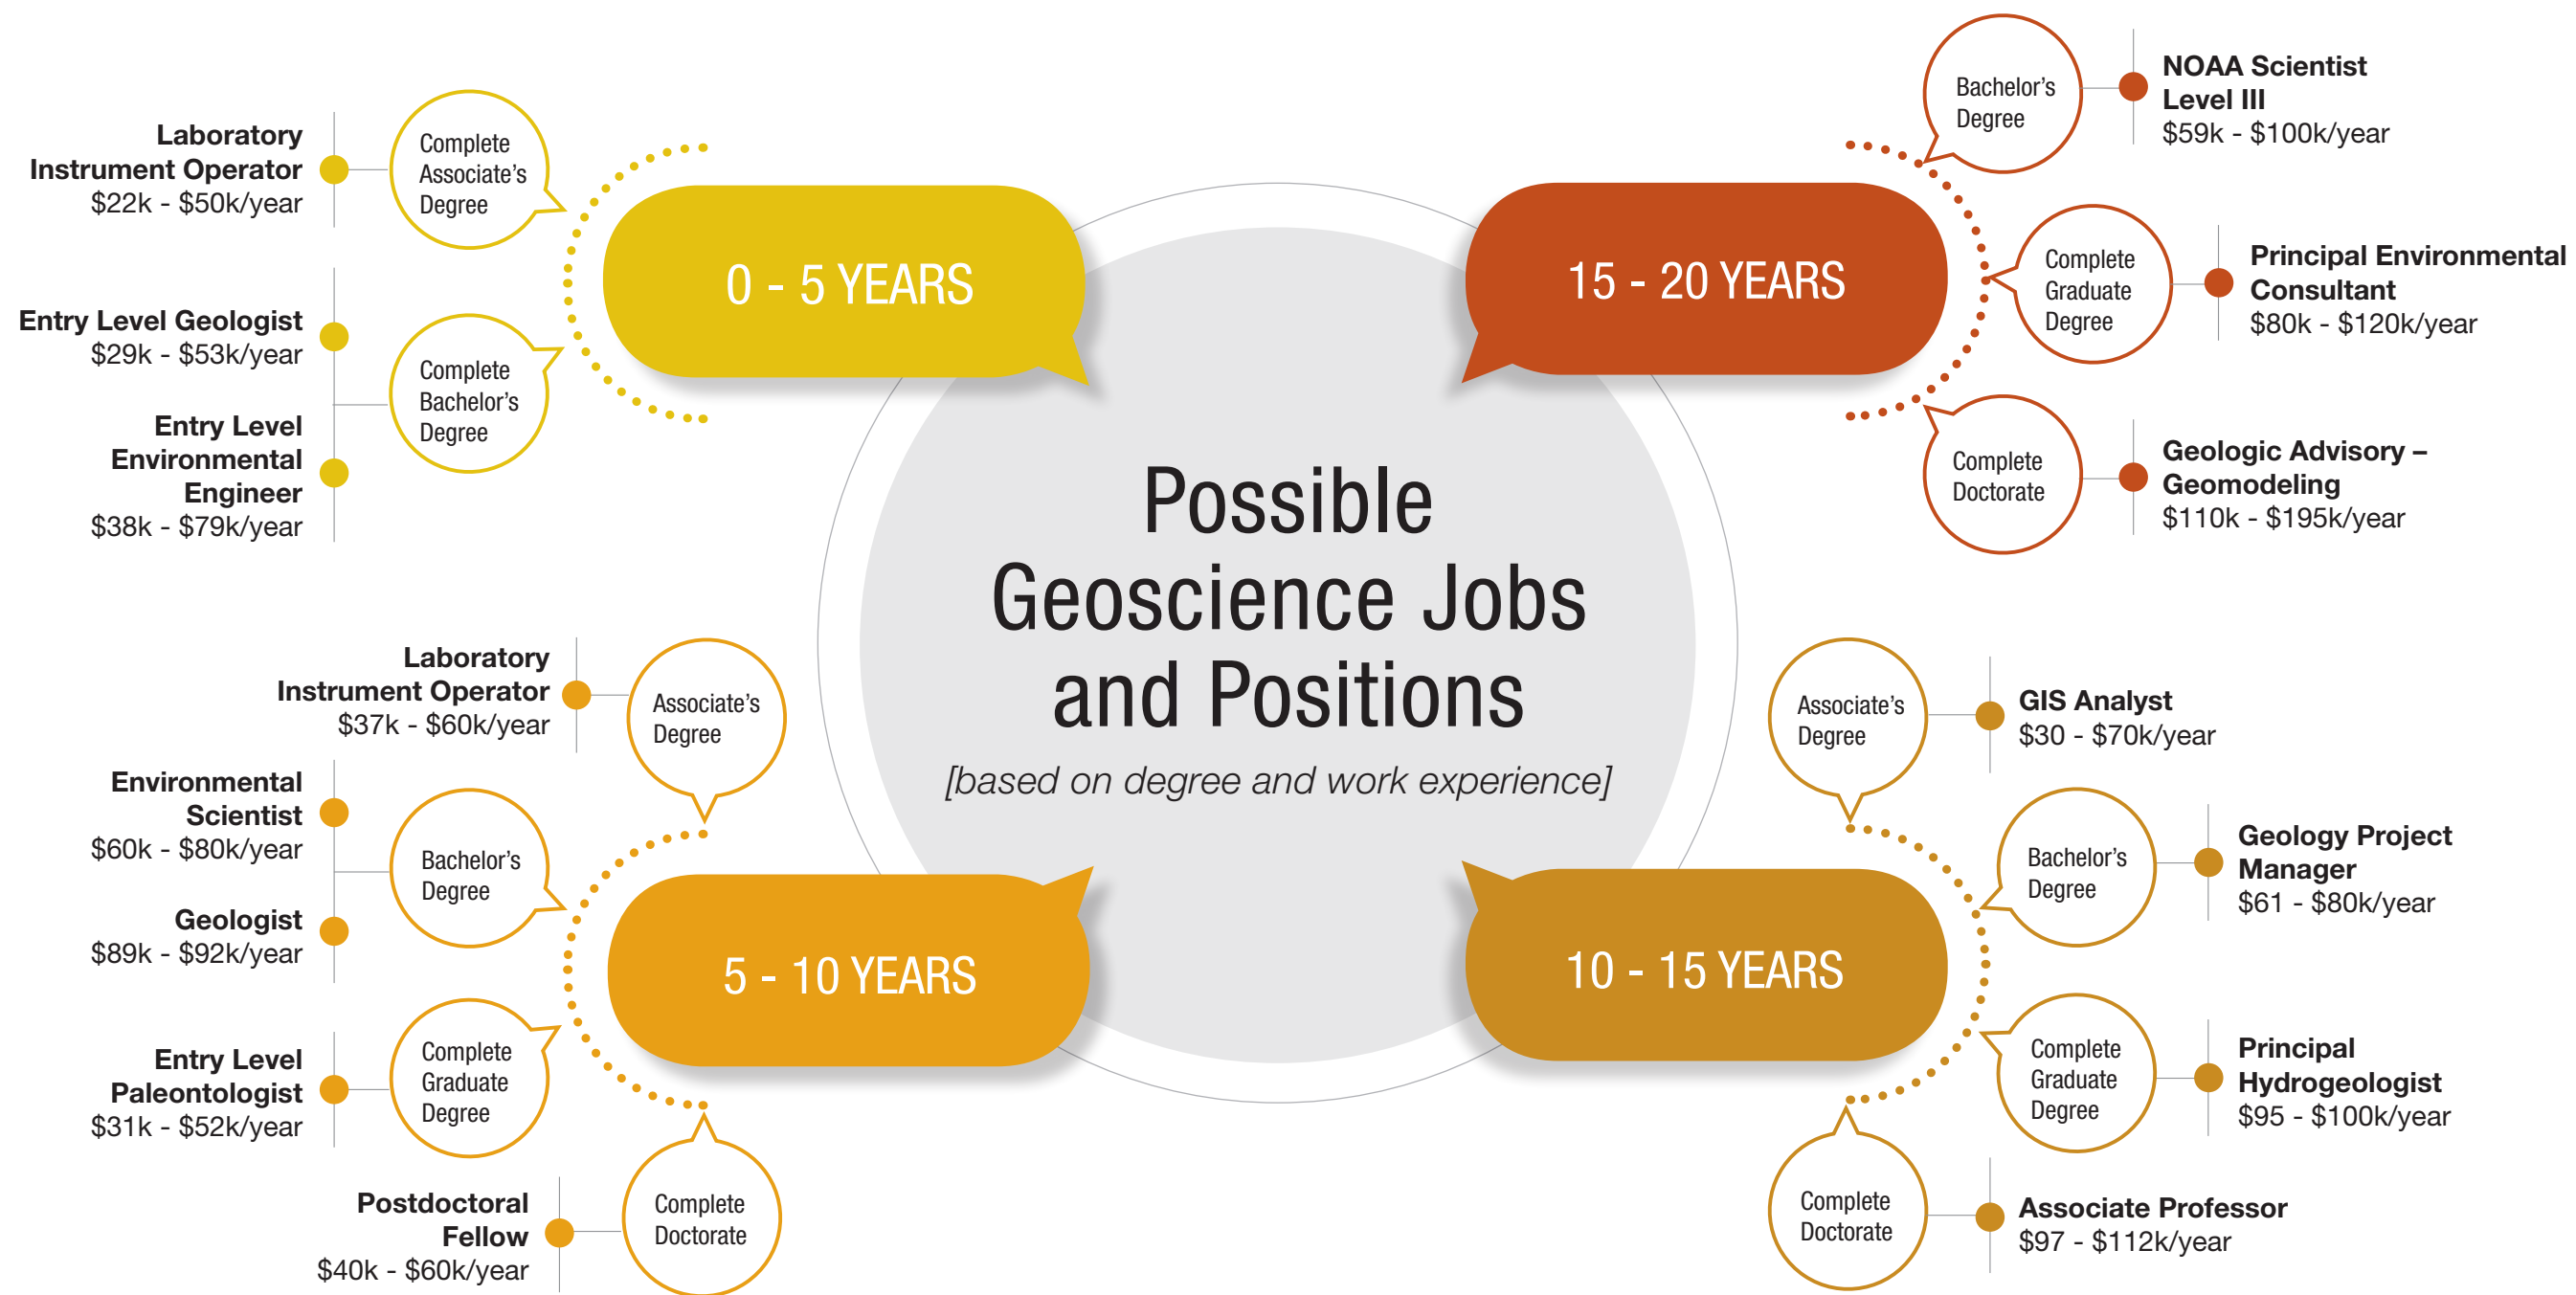 Possible
Geoscience Jobs
and Positions
[based on degree and work experience]
0 - 5 YEARS
Complete
Associate’s
Degree
Laboratory
Instrument Operator
$22k - $50k/year
Complete
Bachelor’s
Degree
Entry Level Geologist
$29k - $53k/year
Entry Level
Environmental
Engineer
$38k - $79k/year
5 - 10 YEARS
Associate’s
Degree
Laboratory
Instrument Operator
$37k - $60k/year
Bachelor’s
Degree
Environmental
Scientist
$60k - $80k/year
Geologist
$89k - $92k/year
Complete
Graduate
Degree
Entry Level
Paleontologist
$31k - $52k/year
Complete
Doctorate
Postdoctoral
Fellow
$40k - $60k/year
10 - 15 YEARS
Associate’s
Degree
GIS Analyst
$30 - $70k/year
Bachelor’s
Degree
Geology Project
Manager
$61 - $80k/year
Complete
Graduate
Degree
Principal
Hydrogeologist
$95 - $100k/year
Complete
Doctorate
Associate Professor
$97 - $112k/year
15 - 20 YEARS
Bachelor’s
Degree
NOAA Scientist
Level III
$59k - $100k/year
Complete
Graduate
Degree
Principal Environmental
Consultant
$80k - $120k/year
Complete
Doctorate
Geologic Advisory –
Geomodeling
$110k - $195k/year